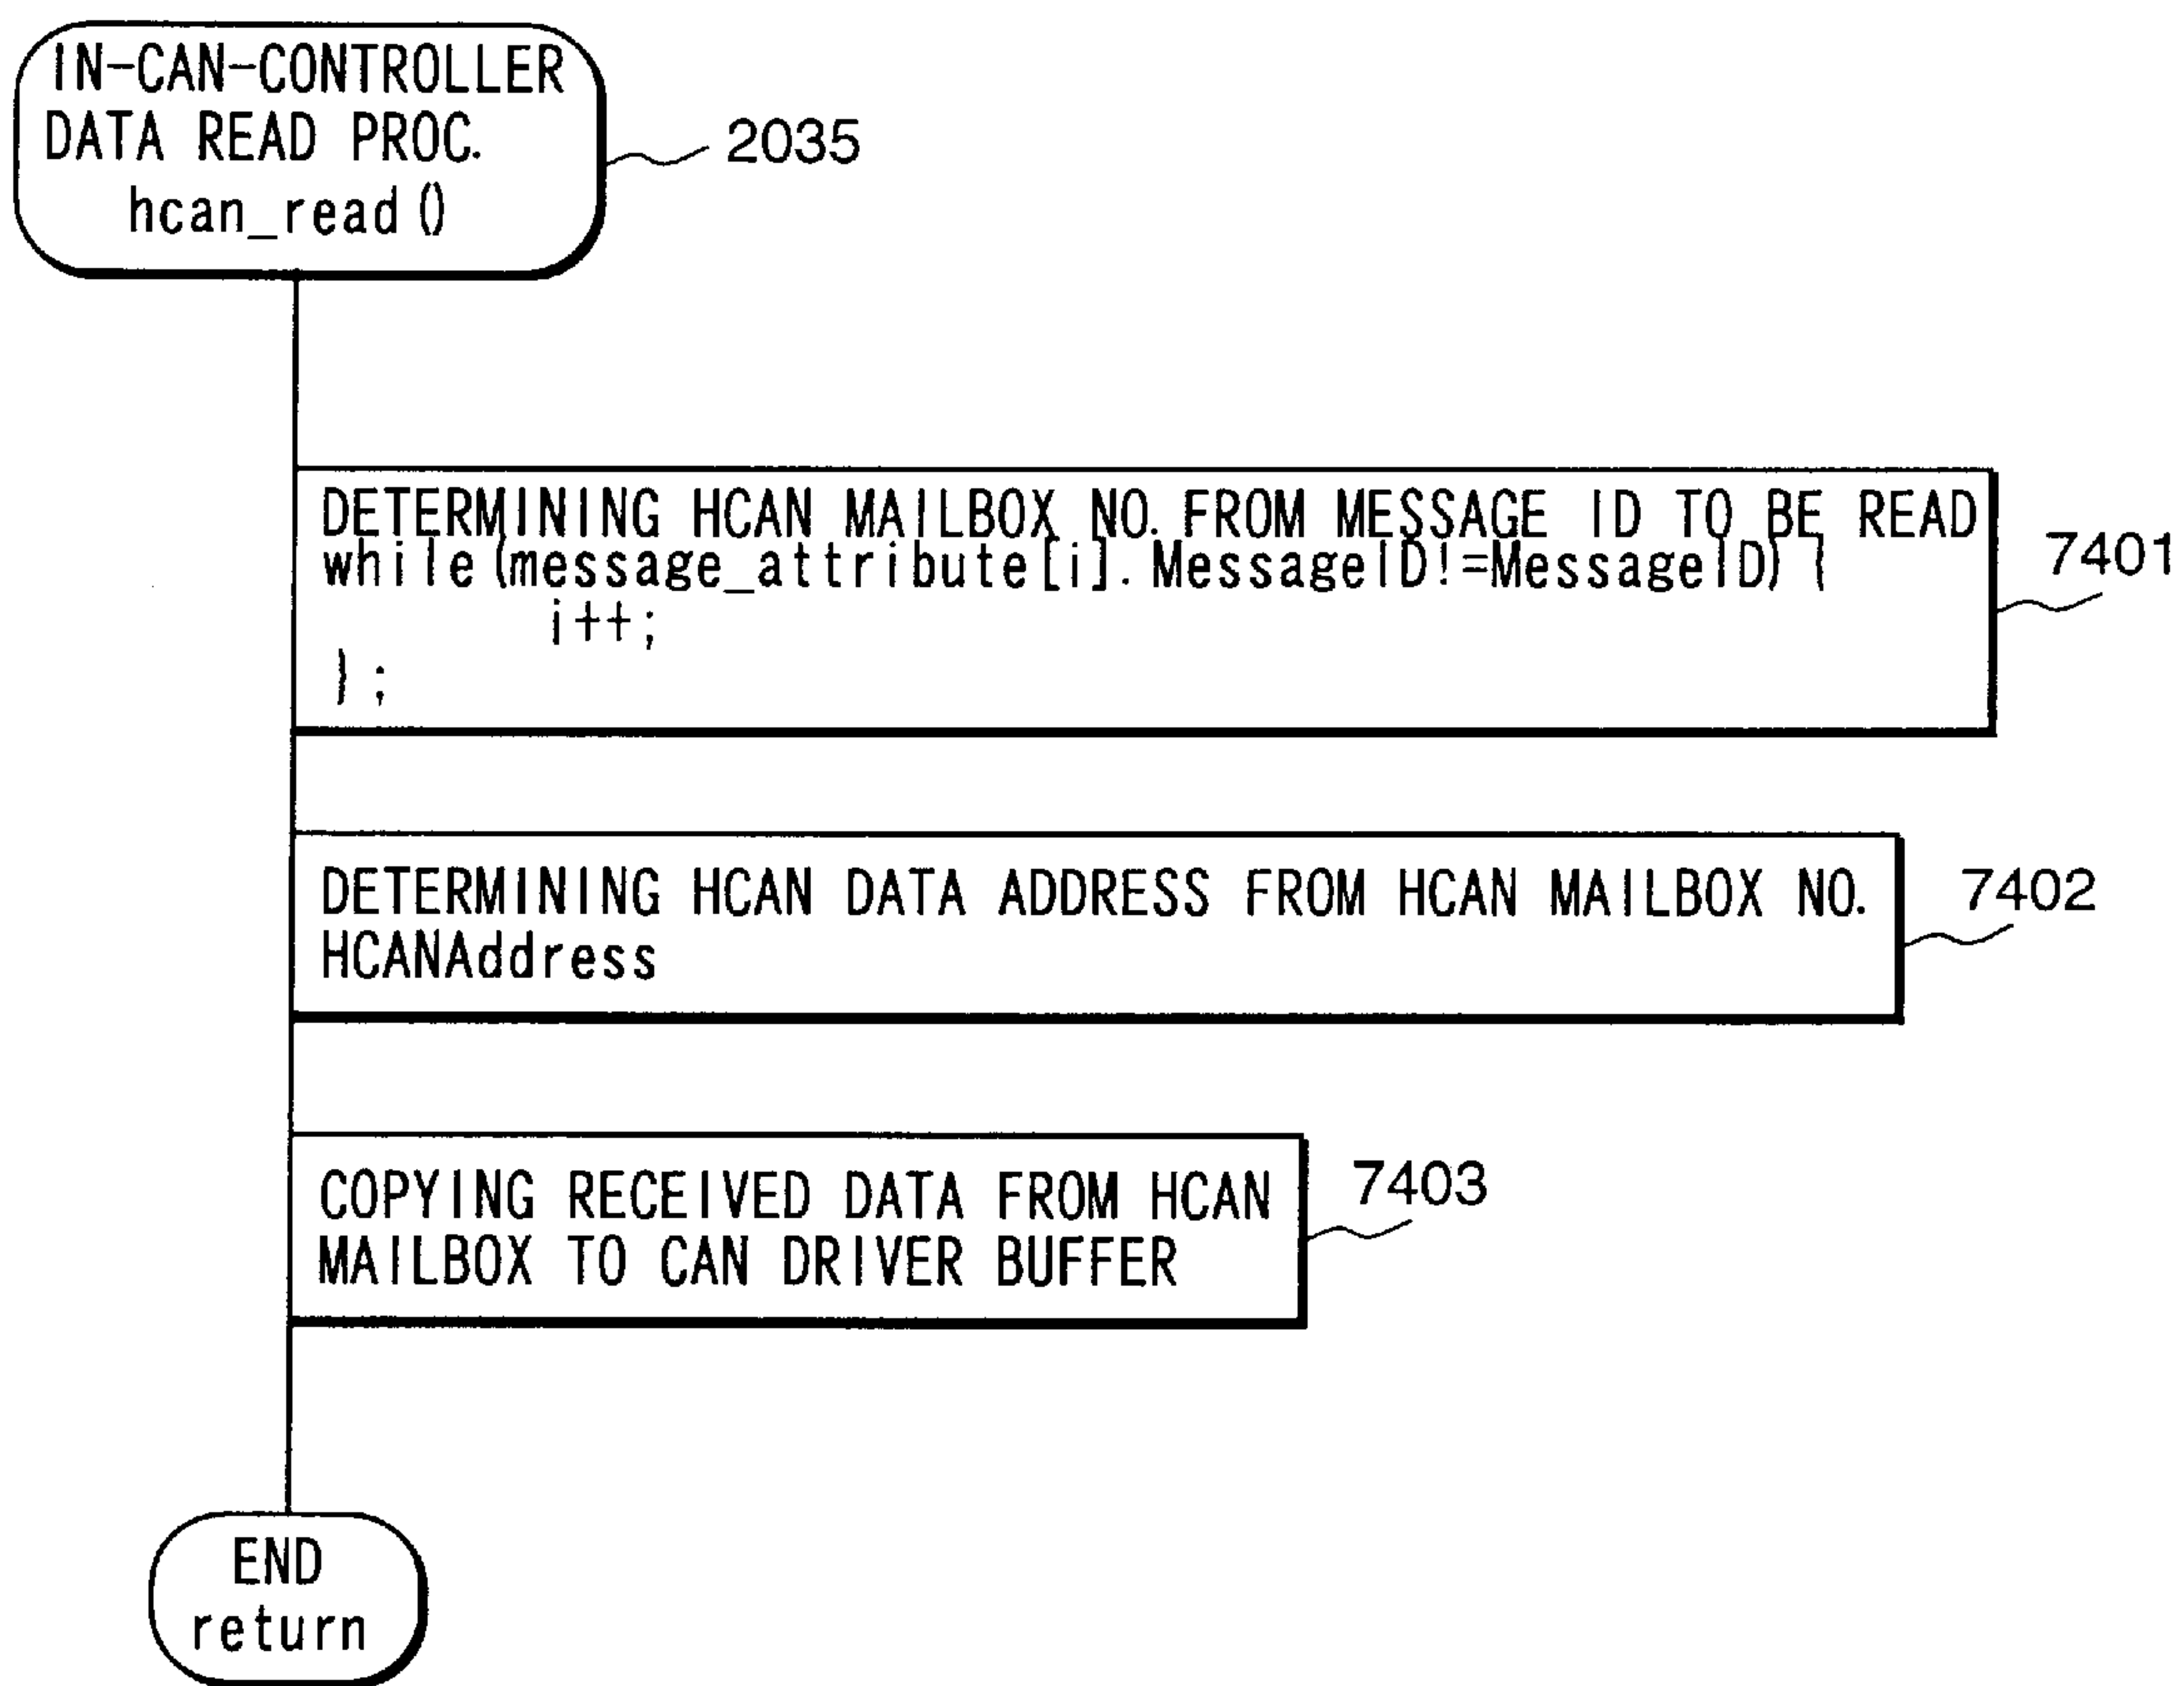 IN-CAN-CONTROLLER
DATA READ PROC.
hcan_read()
2035
DETERMINING HCAN MAILBOX NO. FROM MESSAGE ID TO BE READ
while(message_attribute[i].MessageID!=MessageID) {
i++;
};
7401
DETERMINING HCAN DATA ADDRESS FROM HCAN MAILBOX NO.
HCANAddress
7402
COPYING RECEIVED DATA FROM HCAN
MAILBOX TO CAN DRIVER BUFFER
7403
END
return